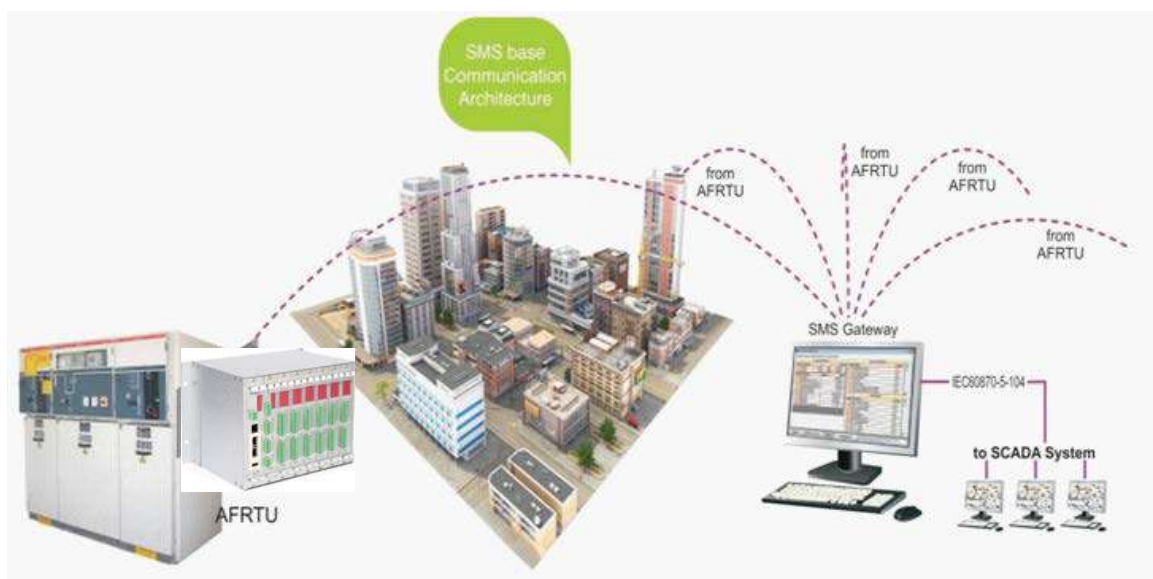 SMS base
Communication
Architecture
from
AFRTU
from
AFRTU
from
AFRTU
from
AFRTU
SMS Gateway
IEC60870-5-104
to SCADA System
AFRTU